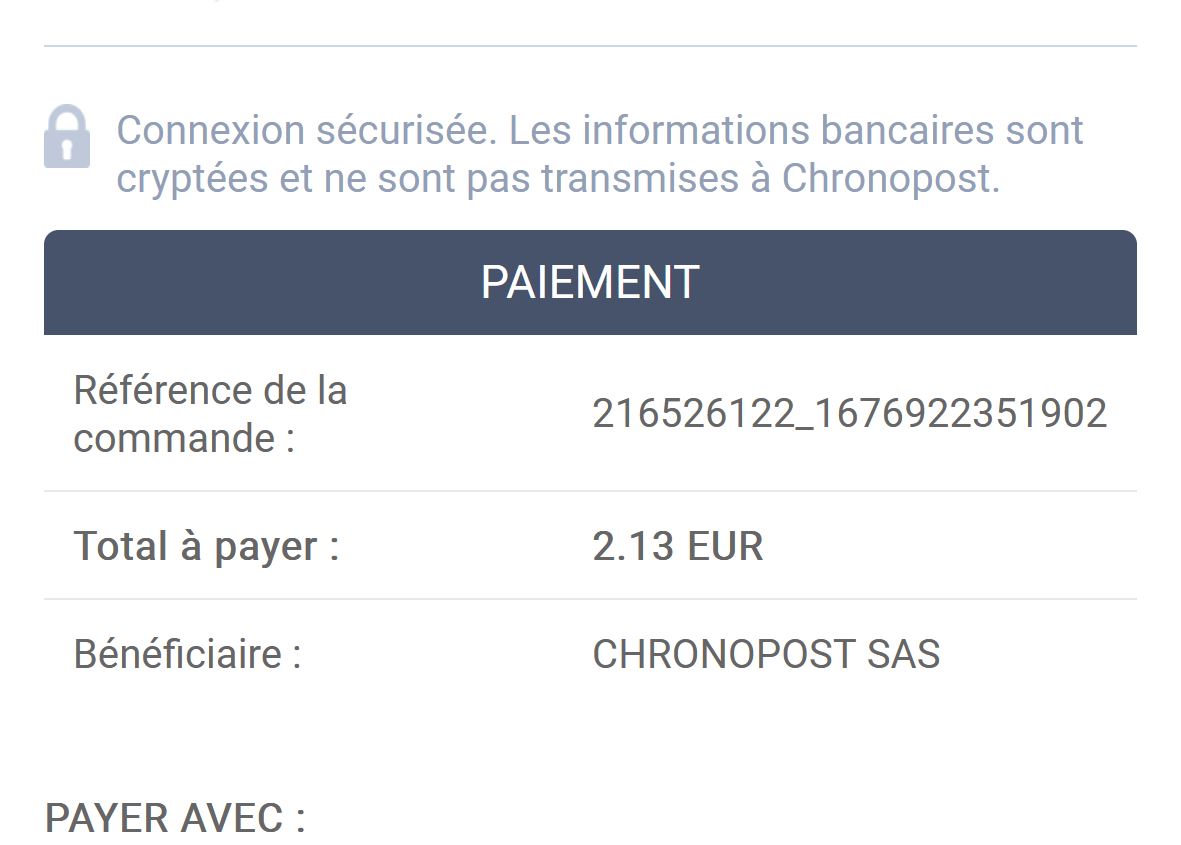 Connexion sécurisée. Les informations bancaires sont
cryptées et ne sont pas transmises à Chronopost.
PAIEMENT
Référence de la
commande :
216526122_1676922351902
Total à payer :
2.13 EUR
Bénéficiaire :
CHRONOPOST SAS
PAYER AVEC :